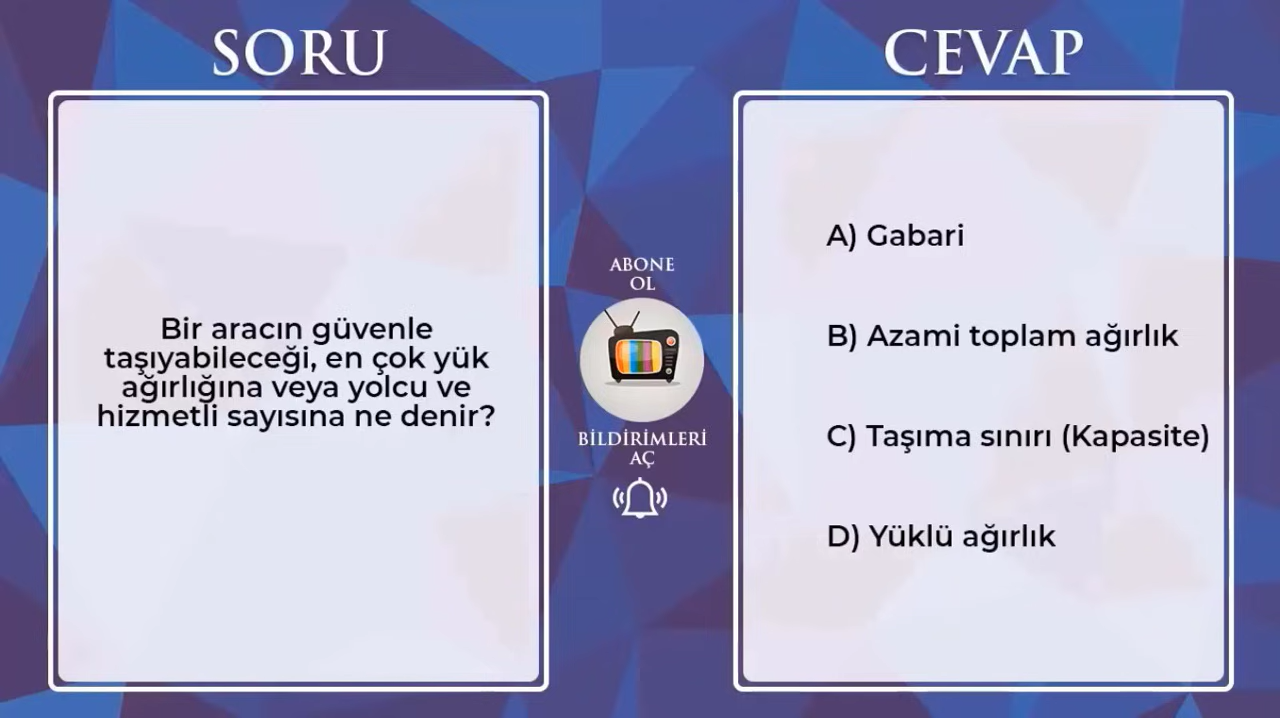 SORU
Bir aracın güvenle
taşıyabileceği, en çok yük
ağırlığına veya yolcu ve
hizmetli sayısına ne denir?
ABONE
OL
BİLDİRİMLERİ
AÇ
CEVAP
A) Gabari
B) Azami toplam ağırlık
C) Taşıma sınırı (Kapasite)
D) Yüklü ağırlık